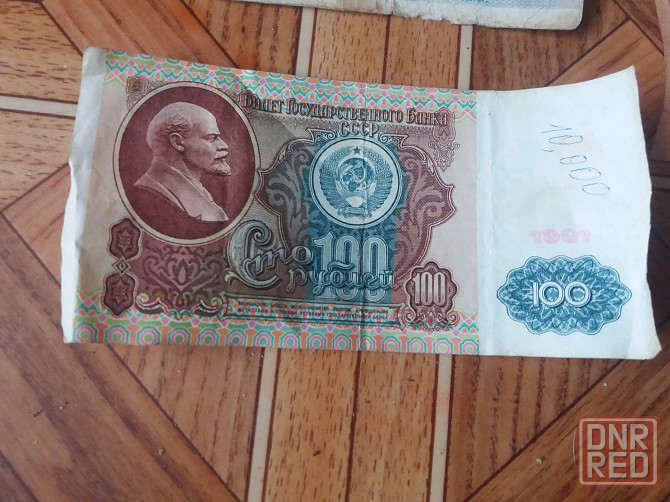 Билет Государственного Банка
СССР
10,000
1991
Сто
100
рублей
100
100
DNR
RED